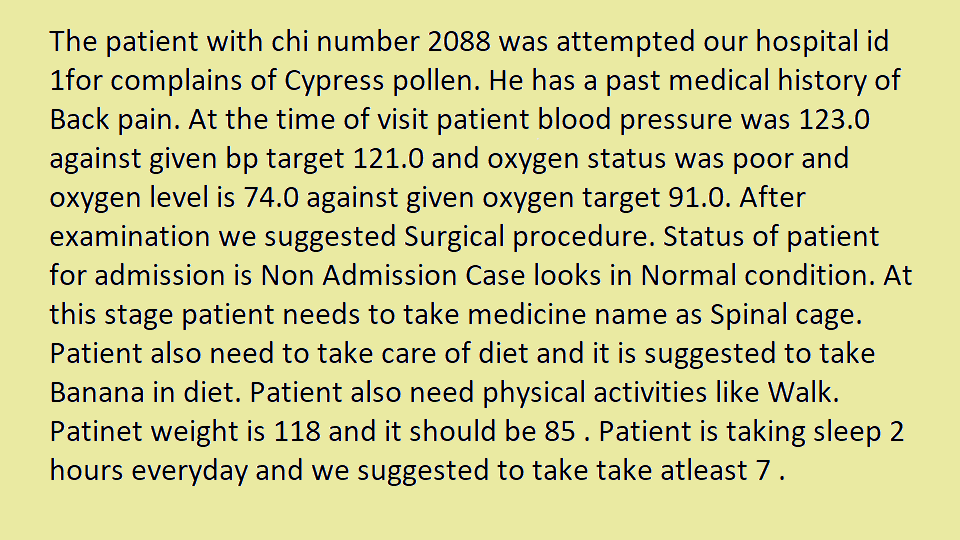 The patient with chi number 2088 was attempted our hospital id
1for complains of Cypress pollen. He has a past medical history of
Back pain. At the time of visit patient blood pressure was 123.0
against given bp target 121.0 and oxygen status was poor and
oxygen level is 74.0 against given oxygen target 91.0. After
examination we suggested Surgical procedure. Status of patient
for admission is Non Admission Case looks in Normal condition. At
this stage patient needs to take medicine name as Spinal cage.
Patient also need to take care of diet and it is suggested to take
Banana in diet. Patient also need physical activities like Walk.
Patinet weight is 118 and it should be 85 . Patient is taking sleep 2
hours everyday and we suggested to take take atleast 7 .